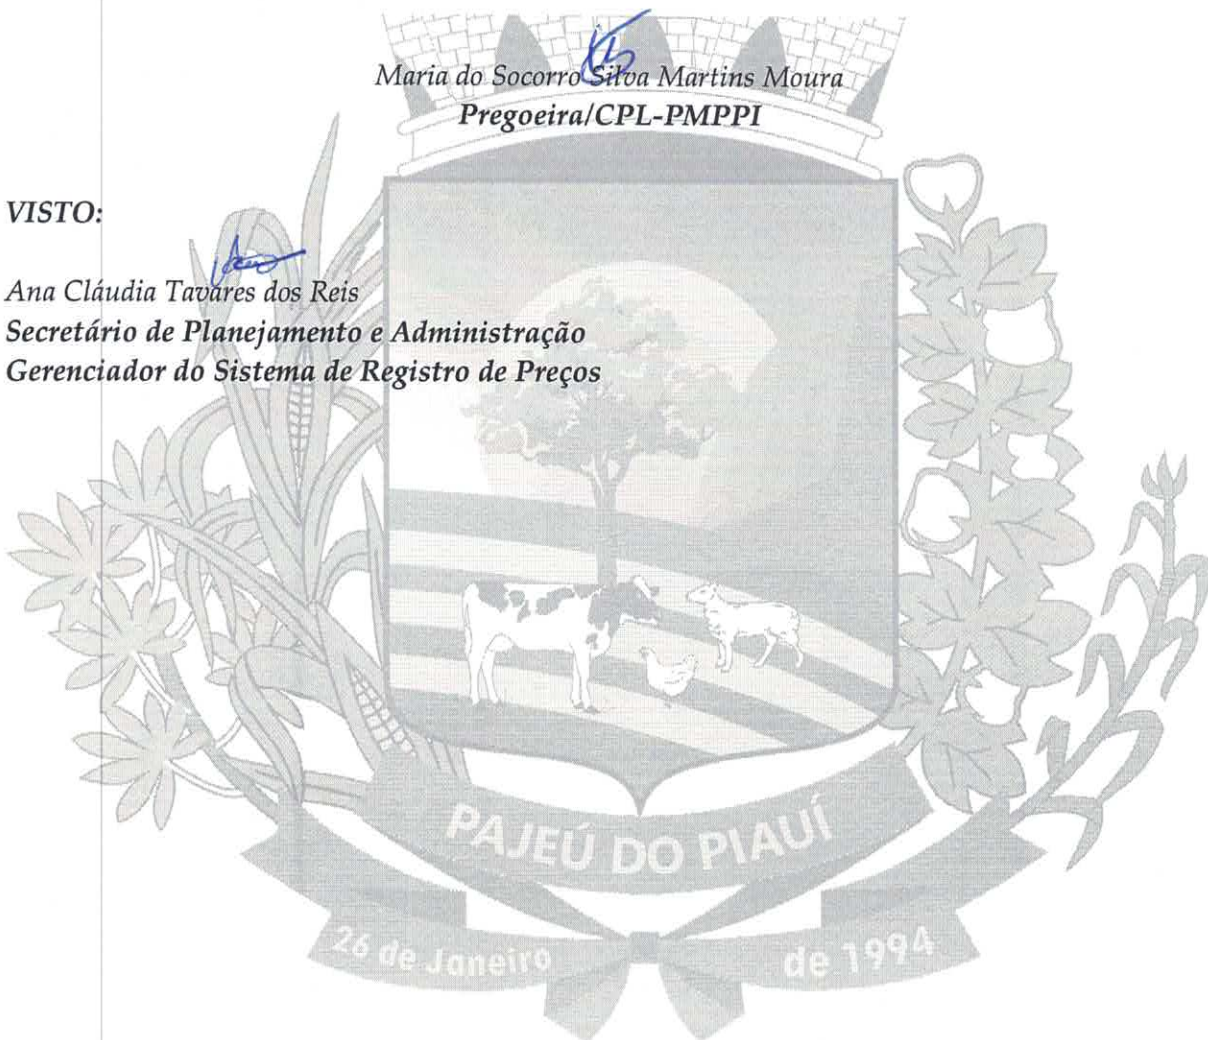 Maria do Socorro Silva Martins Moura
Pregoeira/CPL-PMPPI
VISTO:
Ana Cláudia Tavares dos Reis
Secretário de Planejamento e Administração
Gerenciador do Sistema de Registro de Preços
PAJEÚ DO PIAUÍ
26 de Janeiro de 1994